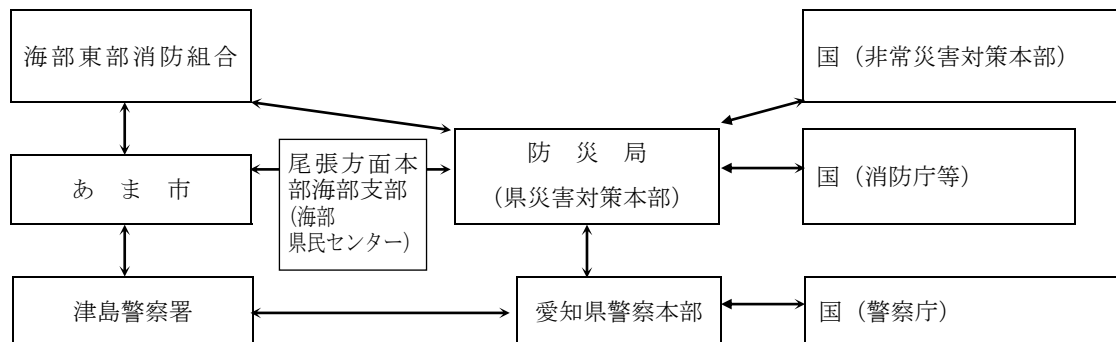 海部東部消防組合
国（非常災害対策本部）
あ　ま　市
尾張方面本
部海部支部
(海部
県民センター)
防　災　局
（県災害対策本部）
国（消防庁等）
津島警察署
愛知県警察本部
国（警察庁）